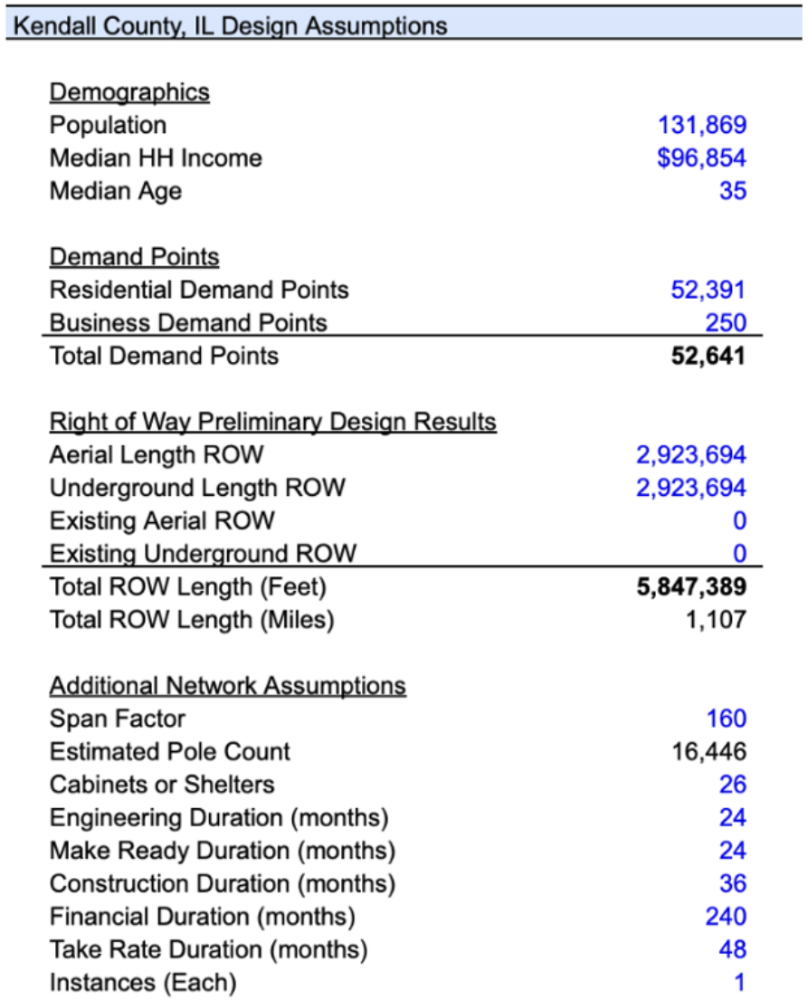 Kendall County, IL Design Assumptions
Demographics
Population 131,869
Median HH Income $96,854
Median Age 35
Demand Points
Residential Demand Points 52,391
Business Demand Points 250
Total Demand Points 52,641
Right of Way Preliminary Design Results
Aerial Length ROW 2,923,694
Underground Length ROW 2,923,694
Existing Aerial ROW 0
Existing Underground ROW 0
Total ROW Length (Feet) 5,847,389
Total ROW Length (Miles) 1,107
Additional Network Assumptions
Span Factor 160
Estimated Pole Count 16,446
Cabinets or Shelters 26
Engineering Duration (months) 24
Make Ready Duration (months) 24
Construction Duration (months) 36
Financial Duration (months) 240
Take Rate Duration (months) 48
Instances (Each) 1